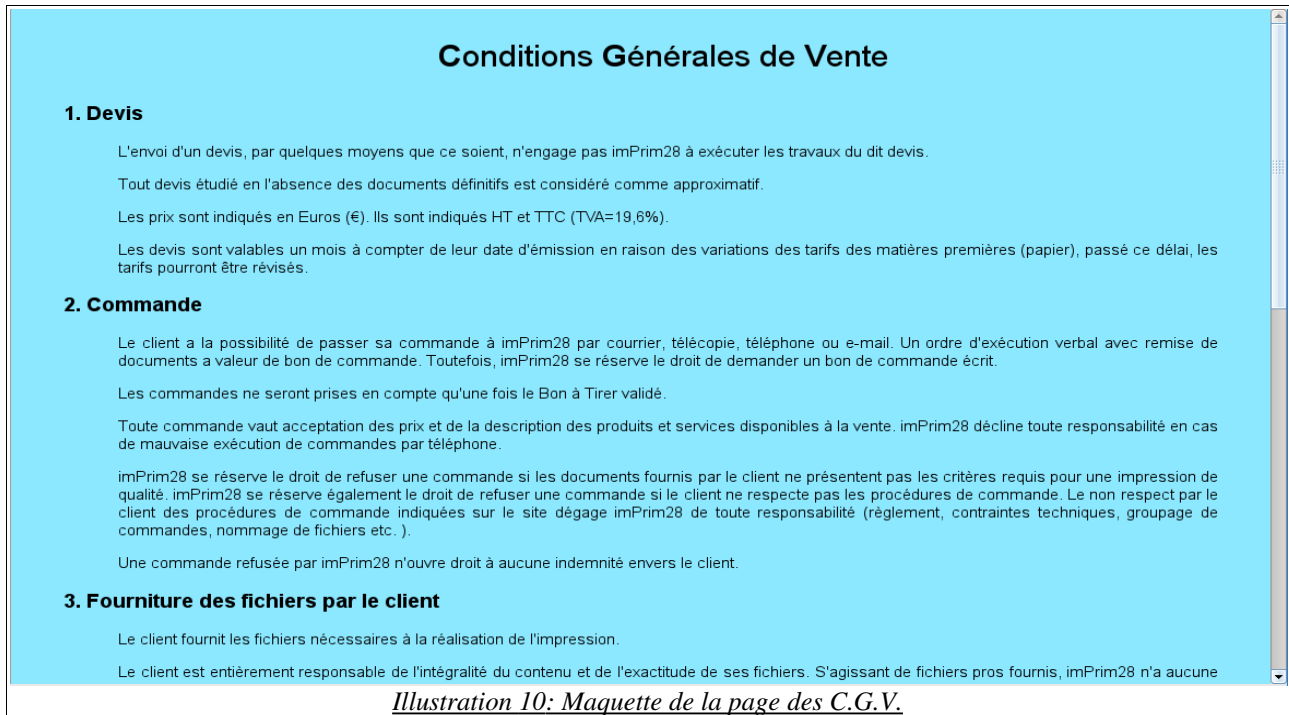 Conditions Générales de Vente
1. Devis
L'envoi d'un devis, par quelques moyens que ce soient, n'engage pas imPrim28 à exécuter les travaux du dit devis.
Tout devis étudié en l'absence des documents définitifs est considéré comme approximatif.
Les prix sont indiqués en Euros (€). Ils sont indiqués HT et TTC (TVA=19,6%).
Les devis sont valables un mois à compter de leur date d'émission en raison des variations des tarifs des matières premières (papier), passé ce délai, les
tarifs pourront être révisés.
2. Commande
Le client a la possibilité de passer sa commande à imPrim28 par courrier, télécopie, téléphone ou e-mail. Un ordre d'exécution verbal avec remise de
documents a valeur de bon de commande. Toutefois, imPrim28 se réserve le droit de demander un bon de commande écrit.
Les commandes ne seront prises en compte qu'une fois le Bon à Tirer validé.
Toute commande vaut acceptation des prix et de la description des produits et services disponibles à la vente. imPrim28 décline toute responsabilité en cas
de mauvaise exécution de commandes par téléphone.
imPrim28 se réserve le droit de refuser une commande si les documents fournis par le client ne présentent pas les critères requis pour une impression de
qualité. imPrim28 se réserve également le droit de refuser une commande si le client ne respecte pas les procédures de commande. Le non respect par le
client des procédures de commande indiquées sur le site dégage imPrim28 de toute responsabilité (règlement, contraintes techniques, groupage de
commandes, nommage de fichiers etc. ).
Une commande refusée par imPrim28 n'ouvre droit à aucune indemnité envers le client.
3. Fourniture des fichiers par le client
Le client fournit les fichiers nécessaires à la réalisation de l'impression.
Le client est entièrement responsable de l'intégralité du contenu et de l'exactitude de ses fichiers. S'agissant de fichiers pros fournis, imPrim28 n'a aucune
Illustration 10: Maquette de la page des C.G.V.